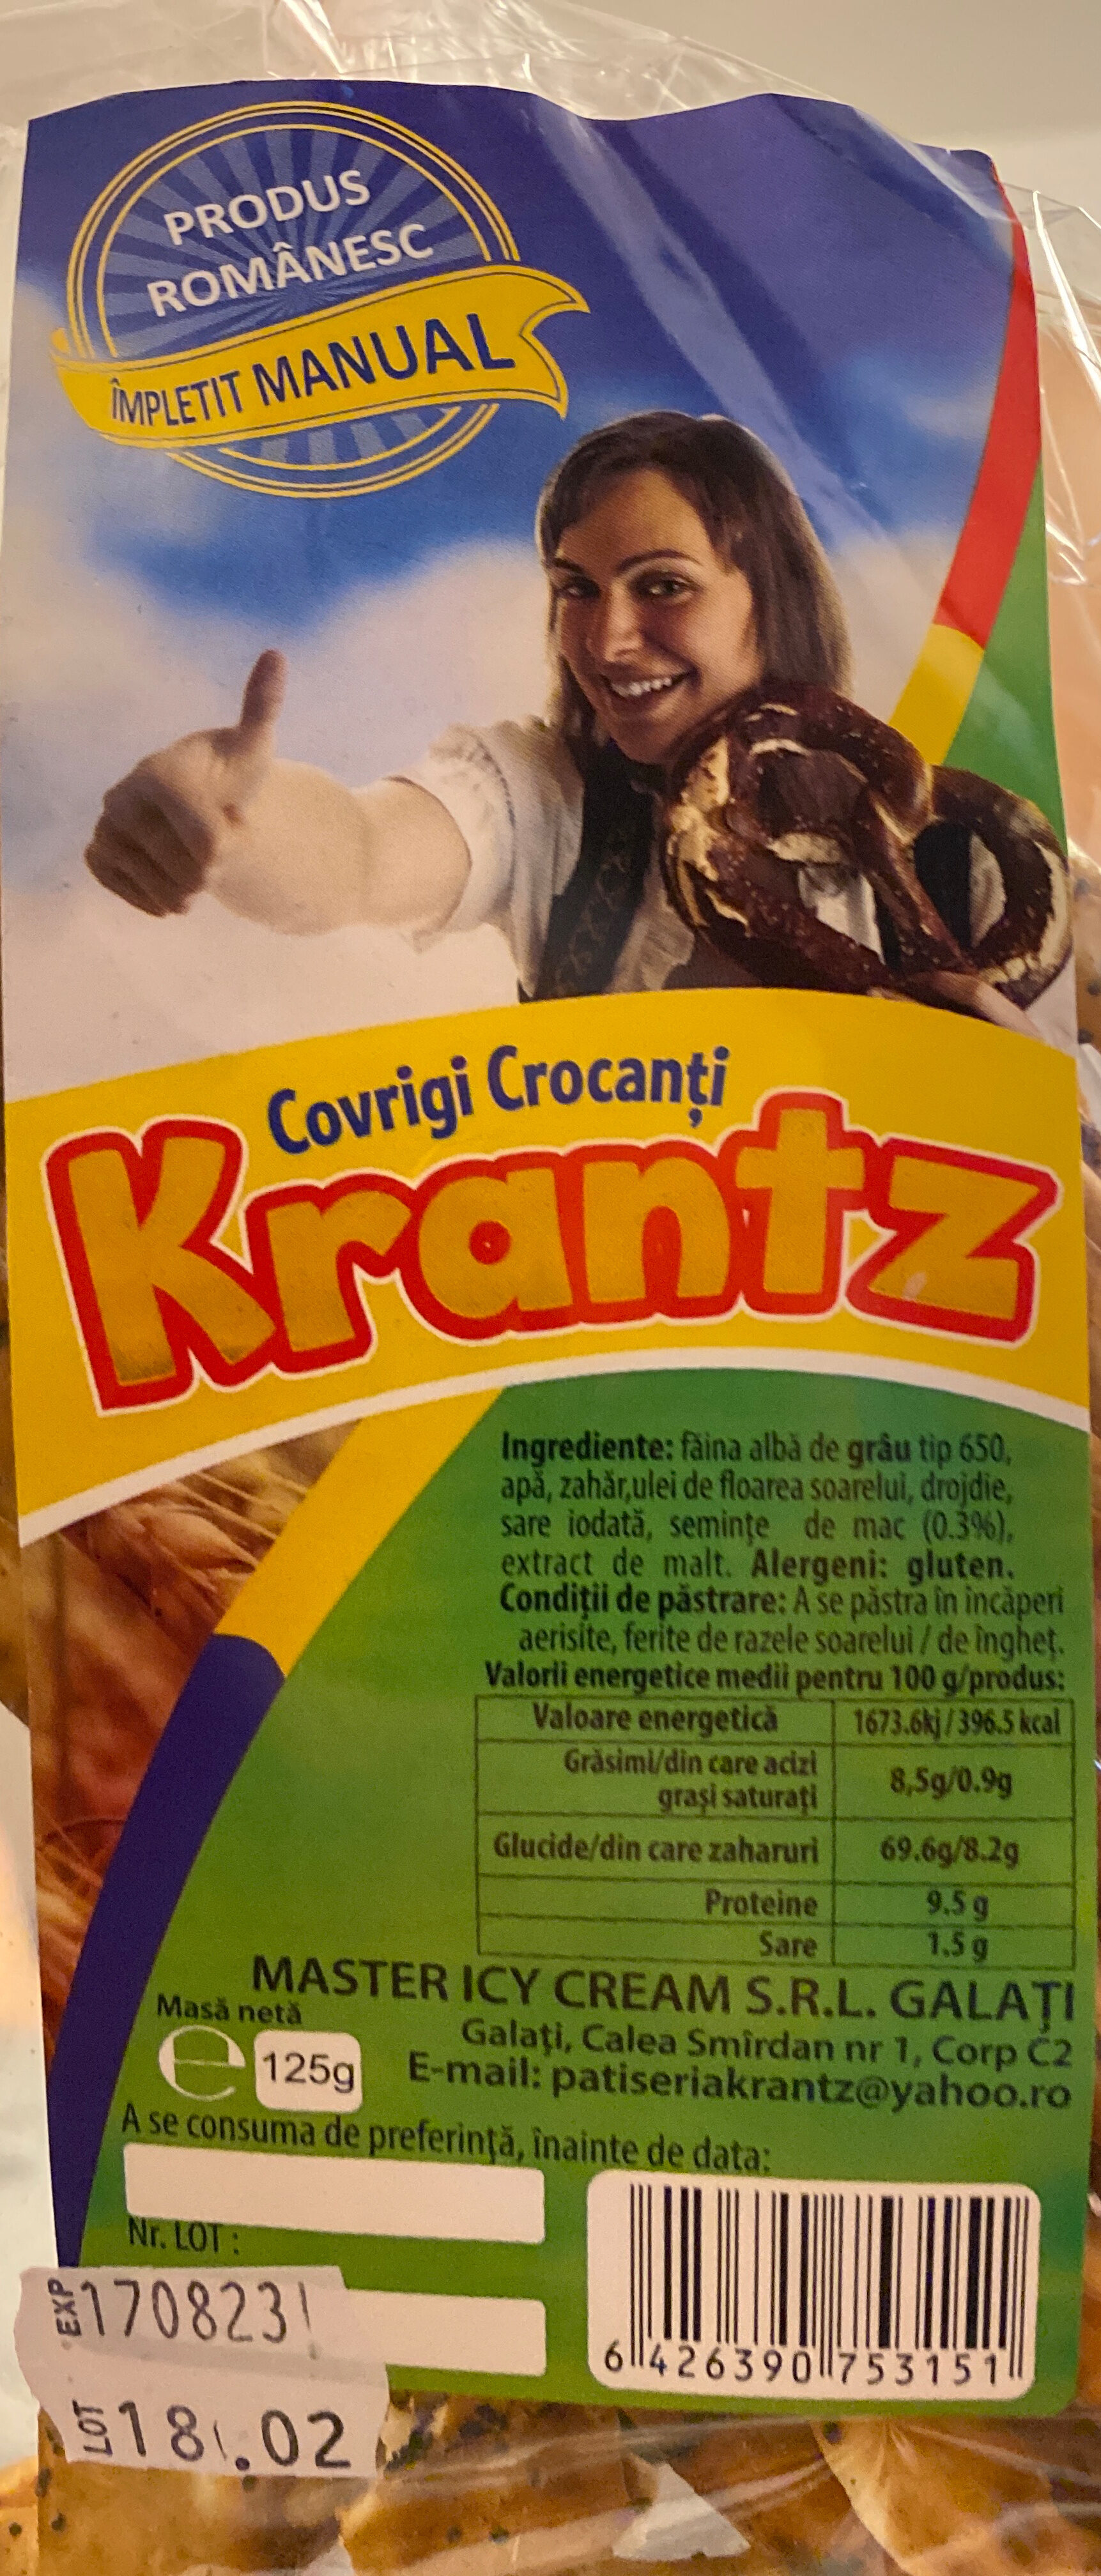 PRODUS
ROMÂNESC
ÎMPLETIT MANUAL
Covrigi Crocanți
Krantz
Ingrediente: făina albă de grâu tip 650,
apă, zahăr,ulei de floarea soarelui, drojdie,
sare iodată, semințe de mac (0.3%),
extract de malt. Alergeni: gluten.
Condiții de păstrare: A se păstra în încăperi
aerisite, ferite de razele soarelui / de îngheț.
Valorii energetice medii pentru 100 g/produs:
Valoare energetică 1673.6kj/396.5 kcal
Grăsimi/din care acizi
grași saturați 8,5g/0.9g
Glucide/din care zaharuri 69.6g/8.2g
Proteine 9.5 g
Sare 1.5 g
MASTER ICY CREAM S.R.L. GALAȚI
Masă netă
Galați, Calea Smîrdan nr 1, Corp C2
e 125g
E-mail: patiseriakrantz@yahoo.ro
A se consuma de preferință, înainte de data:
Nr. LOT :
EXP 170823
LOT 18.02
6 426390 753151